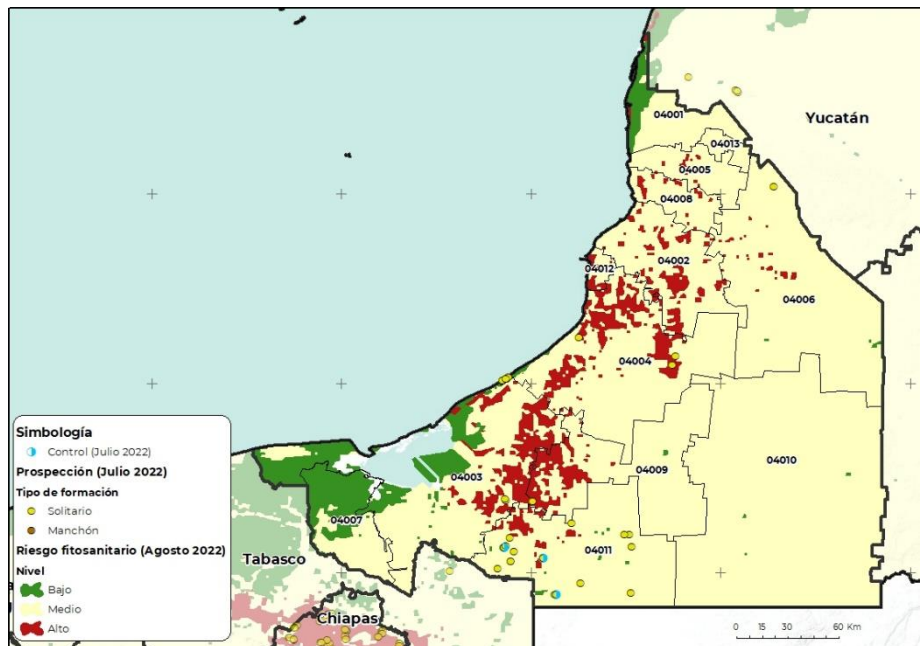 04001
Yucatán
04013
04005
04008
04002
04012
04006
04004
04010
04009
04003
04007
04011
Tabasco
Chiapas
Simbología
Control (Julio 2022)
Prospección (Julio 2022)
Tipo de formación
Solitario
Manchón
Riesgo fitosanitario (Agosto 2022)
Nivel
Bajo
Medio
Alto
0 15 30 60 Km